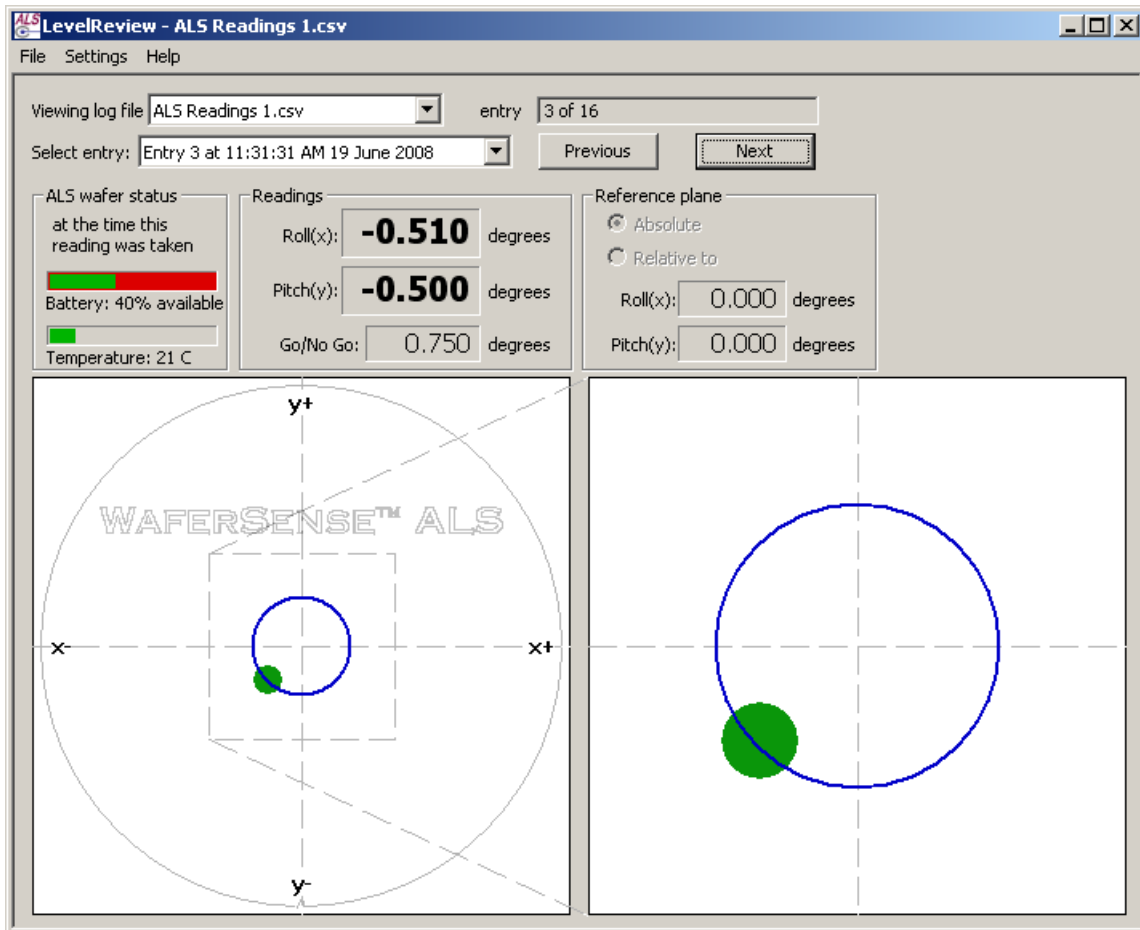 ALS
LevelReview - ALS Readings 1.csv
File Settings Help
Viewing log file ALS Readings 1.csv entry 3 of 16
Select entry: Entry 3 at 11:31:31 AM 19 June 2008 Previous Next
ALS wafer status
at the time this
reading was taken
Battery: 40% available
Temperature: 21 C
Readings
Roll(x): -0.510 degrees
Pitch(y): -0.500 degrees
Go/No Go: 0.750 degrees
Reference plane
Absolute
Relative to
Roll(x): 0.000 degrees
Pitch(y): 0.000 degrees
y+
WAFERSENSE™ ALS
x- x+
y-